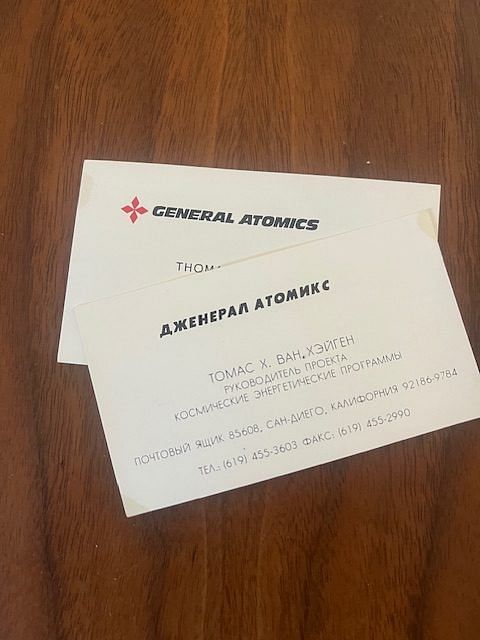 GENERAL ATOMICS
THOMA
ДЖЕНЕРАЛ АТОМИКС
ТОМАС Х. ВАН ХЭЙГЕН
РУКОВОДИТЕЛЬ ПРОЕКТА
КОСМИЧЕСКИЕ ЭНЕРГЕТИЧЕСКИЕ ПРОГРАММЫ
ПОЧТОВЫЙ ЯЩИК 85608, САН-ДИЕГО, КАЛИФОРНИЯ 92186-9784
ТЕЛ.: (619) 455-3603 ФАКС: (619) 455-2990